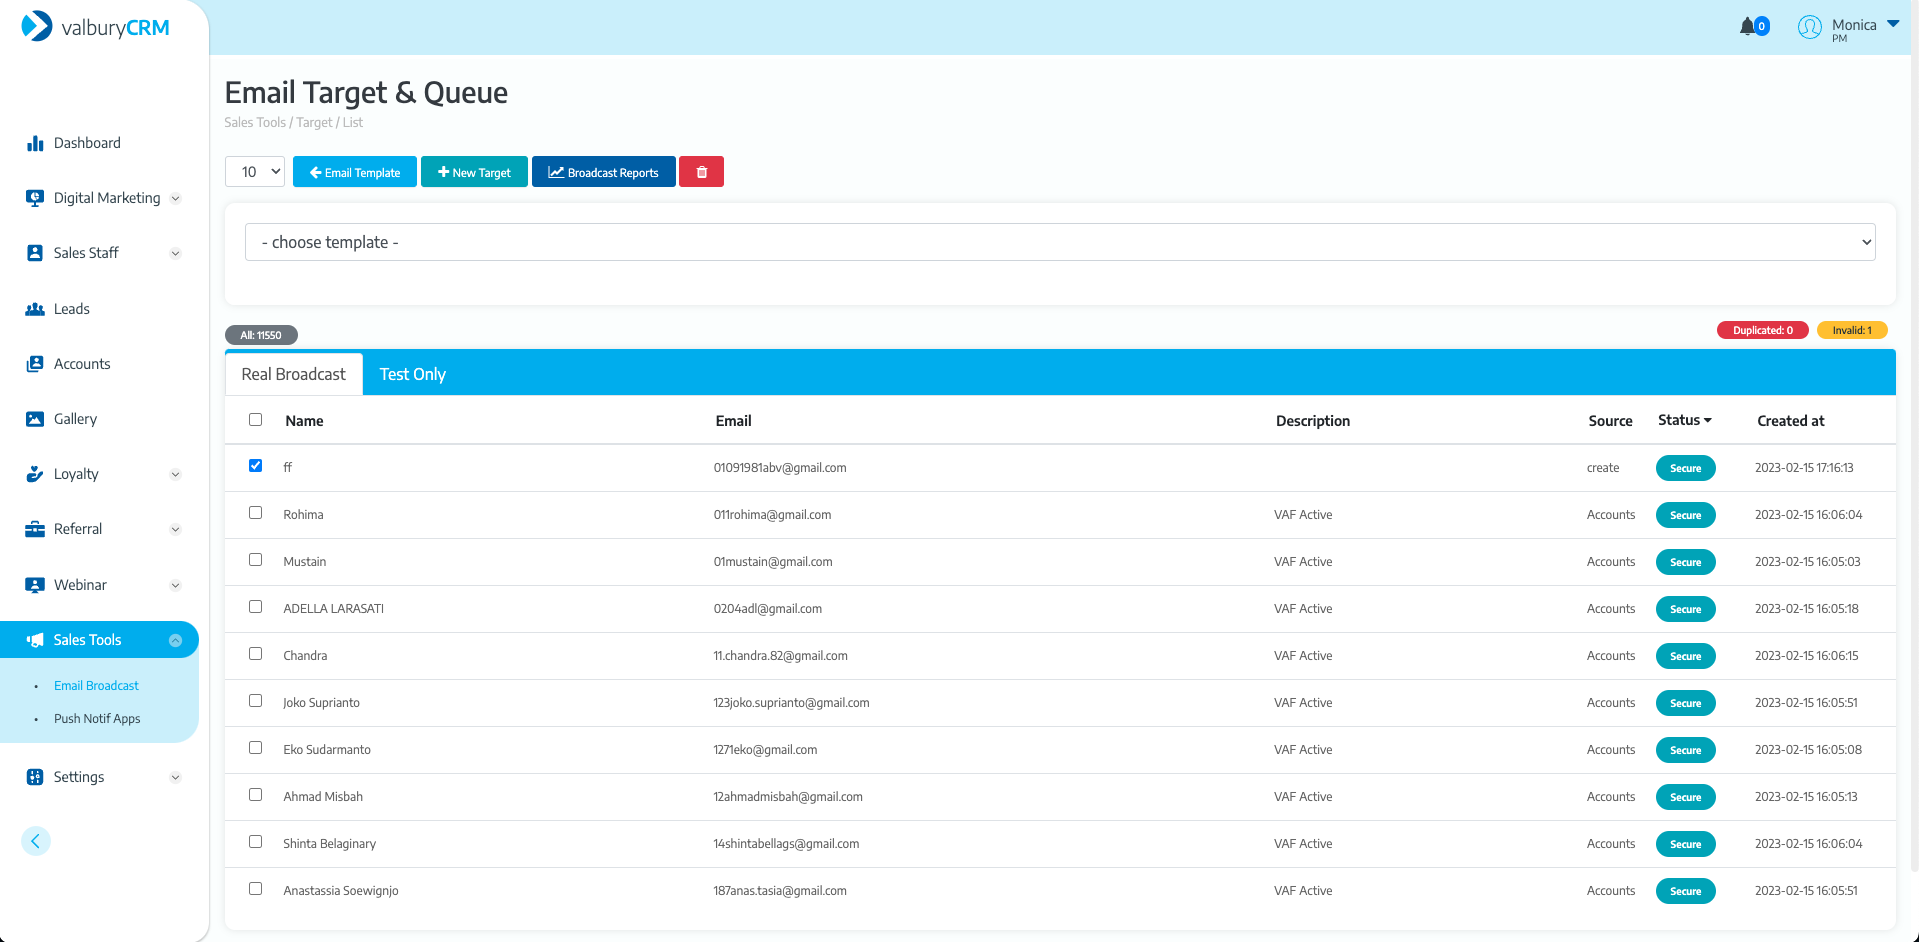 valburyCRM
0
Monica
PM
Dashboard
Digital Marketing
Sales Staff
Leads
Accounts
Gallery
Loyalty
Referral
Webinar
Sales Tools
Email Broadcast
Push Notif Apps
Settings
Email Target & Queue
Sales Tools / Target / List
10
Email Template
New Target
Broadcast Reports
- choose template -
All: 11550
Duplicated: 0
Invalid: 1
Real Broadcast
Test Only
Name Email Description Source Status Created at
ff 01091981abv@gmail.com create Secure 2023-02-15 17:16:13
Rohima 011rohima@gmail.com VAF Active Accounts Secure 2023-02-15 16:06:04
Mustain 01mustain@gmail.com VAF Active Accounts Secure 2023-02-15 16:05:03
ADELLA LARASATI 0204adl@gmail.com VAF Active Accounts Secure 2023-02-15 16:05:18
Chandra 11.chandra.82@gmail.com VAF Active Accounts Secure 2023-02-15 16:06:15
Joko Suprianto 123joko.suprianto@gmail.com VAF Active Accounts Secure 2023-02-15 16:05:51
Eko Sudarmanto 1271eko@gmail.com VAF Active Accounts Secure 2023-02-15 16:05:08
Ahmad Misbah 12ahmadmisbah@gmail.com VAF Active Accounts Secure 2023-02-15 16:05:13
Shinta Belaginary 14shintabellags@gmail.com VAF Active Accounts Secure 2023-02-15 16:06:04
Anastassia Soewignjo 187anas.tasia@gmail.com VAF Active Accounts Secure 2023-02-15 16:05:51